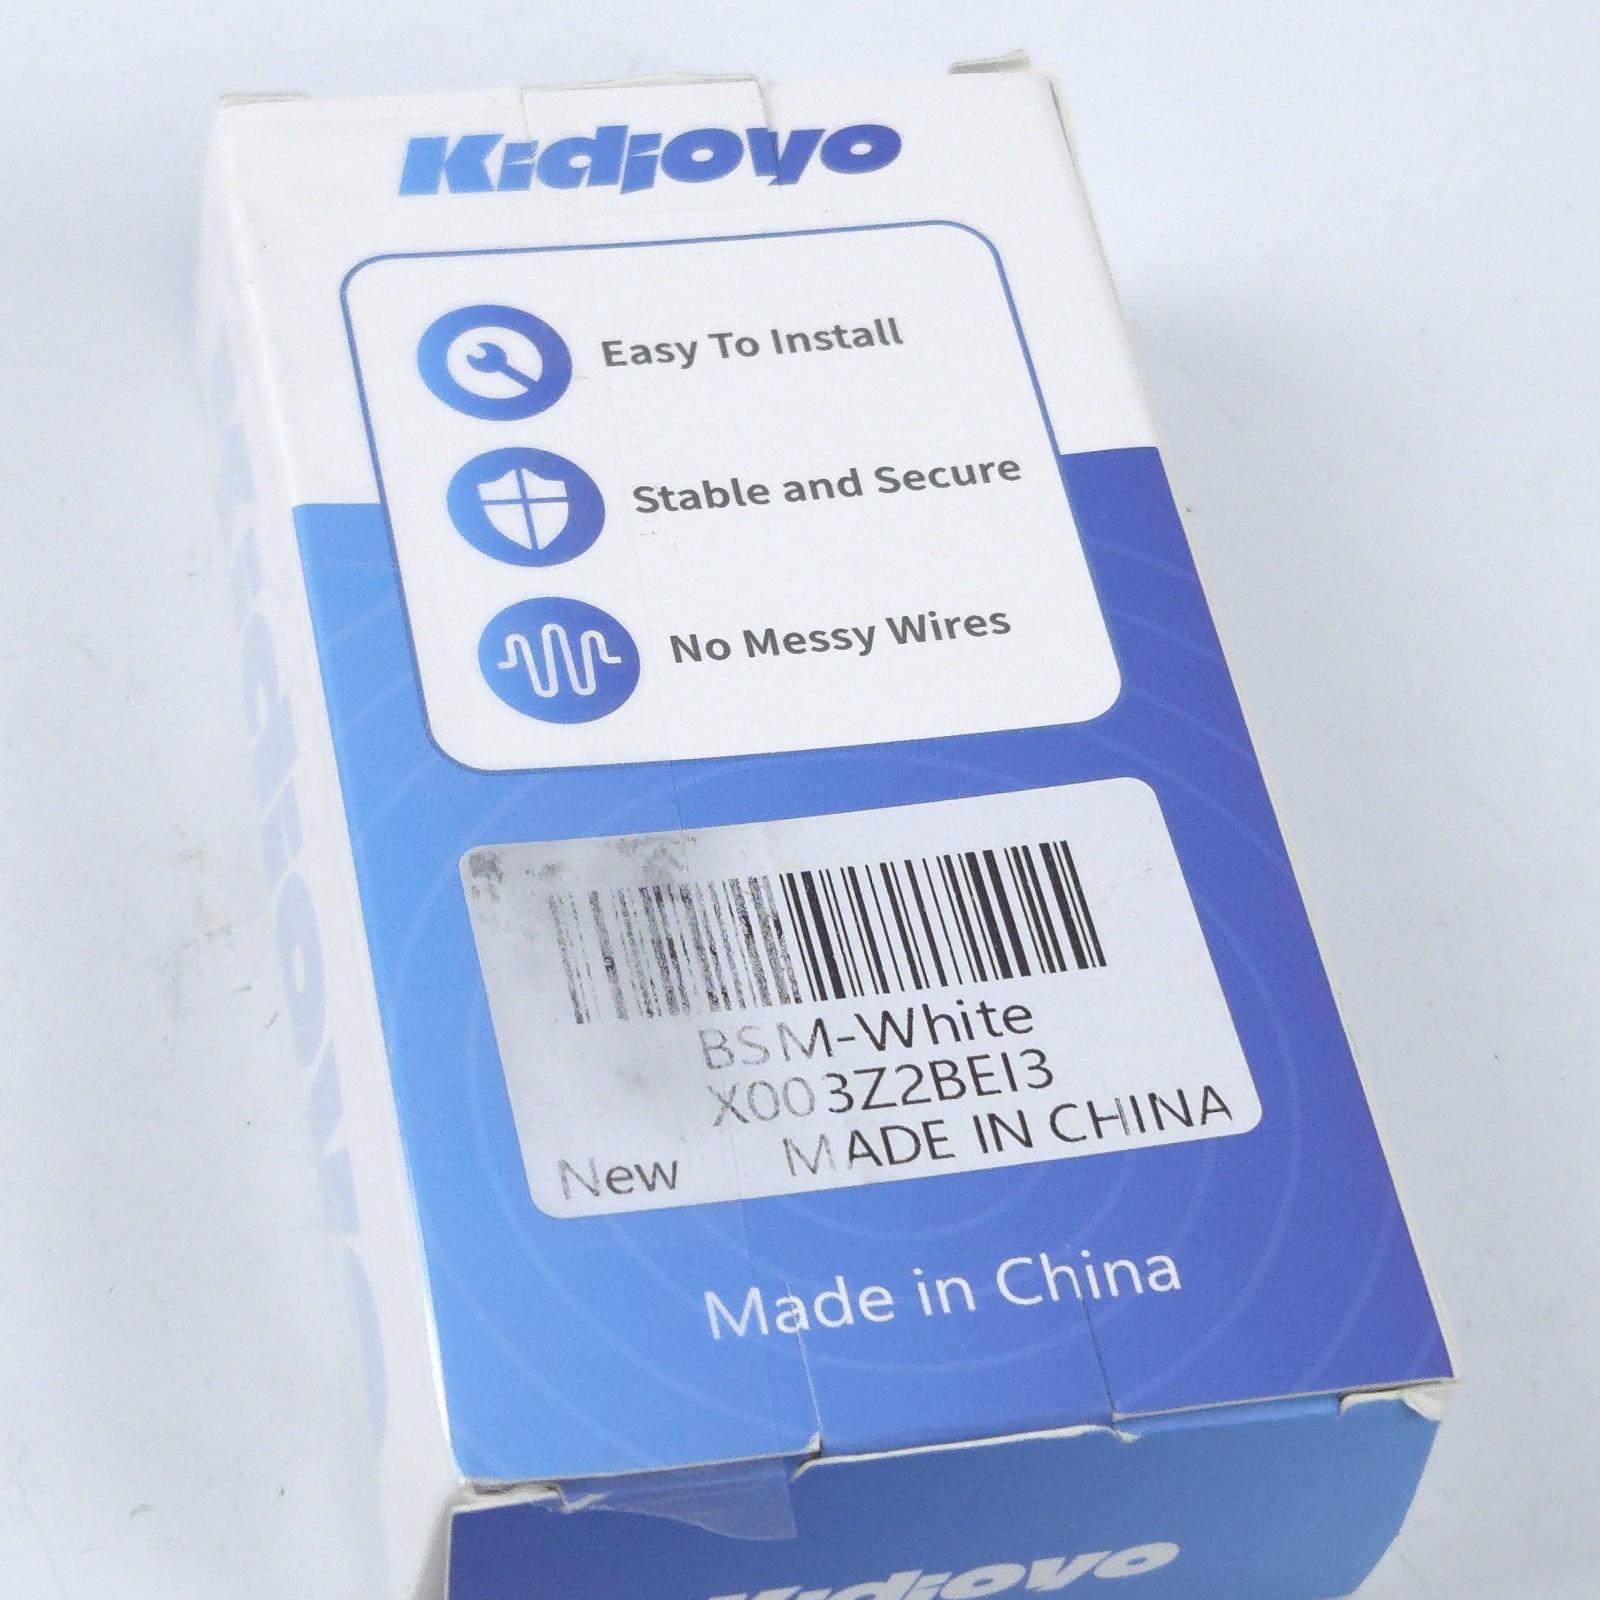 Kidjoyo
Easy To Install
Stable and Secure
No Messy Wires
BSM-White
X003Z2BEI3
New MADE IN CHINA
Made in China
Kidjoyo
Kidjoyo